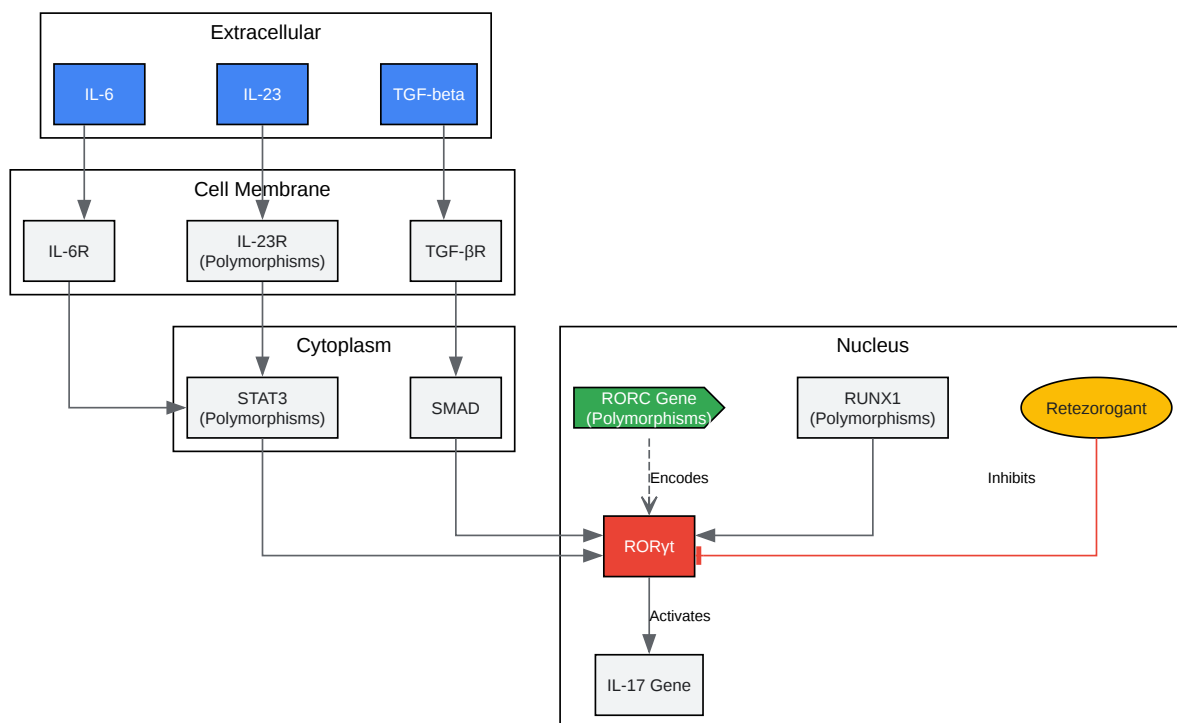 Extracellular
IL-6
IL-23
TGF-beta
Cell Membrane
IL-6R
IL-23R
(Polymorphisms)
TGF-βR
Cytoplasm
STAT3
(Polymorphisms)
SMAD
Nucleus
RORC Gene
(Polymorphisms)
RUNX1
(Polymorphisms)
Retezorogant
Encodes
Inhibits
RORγt
Activates
IL-17 Gene